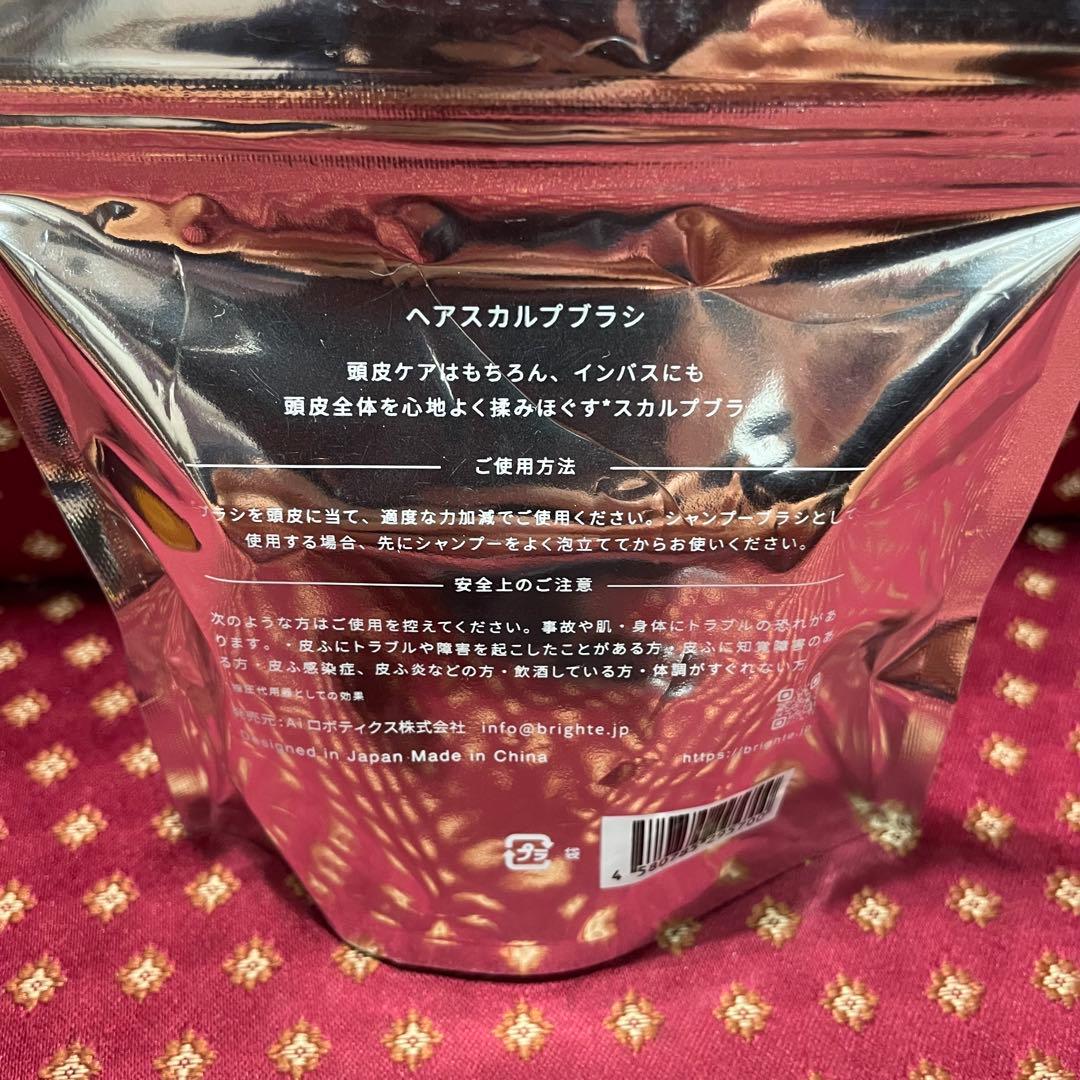 ヘアスカルプブラシ
頭皮ケアはもちろん、インバスにも
頭皮全体を心地よく揉みほぐす*スカルプブラ
ご使用方法
ブラシを頭皮に当て、適度な力加減でご使用ください。シャンプーブラシとして
使用する場合、先にシャンプーをよく泡立ててからお使いください。
安全上のご注意
次のような方はご使用を控えてください。事故や肌・身体にトラブルの恐れがあ
ります。・皮ふにトラブルや障害を起こしたことがある方・皮ふに知覚障害のあ
る方・皮ふ感染症、皮ふ炎などの方・飲酒している方・体調がすぐれない方
指圧代用器としての効果
発売元:AIロボティクス株式会社 info@brighte.jp
Designed in Japan Made in China
https://brighte.j
プラ 袋